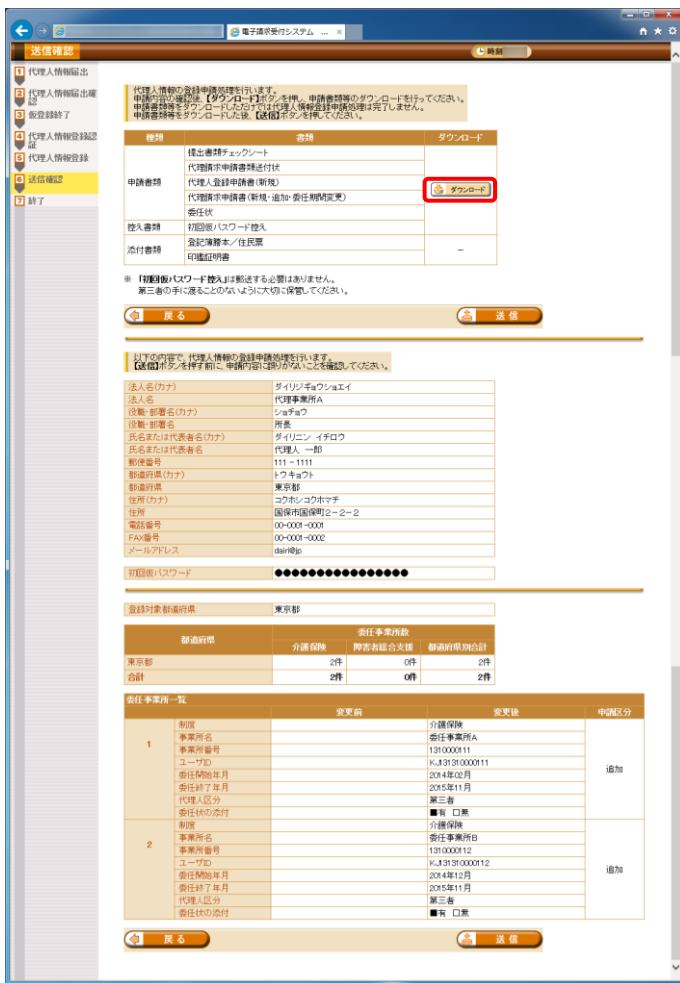 電子請求受付システム ... ×
送信確認
時刻
1 代理人情報届出
2 代理人情報届出確認
3 仮登録終了
4 代理人情報登録認証
5 代理人情報登録
6 送信確認
7 終了
代理人情報の登録申請処理を行います。
申請内容の確認後、【ダウンロード】ボタンを押し、申請書類等のダウンロードを行ってください。
申請書類等をダウンロードしただけでは代理人情報登録申請処理は完了しません。
申請書類等をダウンロードした後、【送信】ボタンを押してください。
種類 書類 ダウンロード
申請書類 提出書類チェックシート
代理請求申請書類送付状
代理人登録申請書(新規)
代理請求申請書(新規・追加・委任期間変更)
委任状
ダウンロード
控え書類 初回仮パスワード控え
添付書類 登記簿謄本／住民票
印鑑証明書
－
※ 「初回仮パスワード控え」は郵送する必要はありません。
第三者の手に渡ることのないように大切に保管してください。
戻る 送信
以下の内容で、代理人情報の登録申請処理を行います。
【送信】ボタンを押す前に、申請内容に誤りがないことを確認してください。
法人名(カナ) ダイリジギョウショエイ
法人名 代理事業所A
役職・部署名(カナ) ショチョウ
役職・部署名 所長
氏名または代表者名(カナ) ダイリニン イチロウ
氏名または代表者名 代理人 一郎
郵便番号 111 - 1111
都道府県(カナ) トウキョウト
都道府県 東京都
住所(カナ) コクホシコクホマチ
住所 国保市国保町２－２－２
電話番号 00-0001-0001
FAX番号 00-0001-0002
メールアドレス dairi@jp
初回仮パスワード ●●●●●●●●●●●●●●●●
登録対象都道府県 東京都
都道府県 委任事業所数
介護保険 障害者総合支援 都道府県別合計
東京都 2件 0件 2件
合計 2件 0件 2件
委任事業所一覧
変更前 変更後 申請区分
1 制度 介護保険
事業所名 委任事業所A
事業所番号 1310000111
ユーザID KJ131310000111
委任開始年月 2014年02月
委任終了年月 2015年11月
代理人区分 第三者
委任状の添付 ■有 □無
追加
2 制度 介護保険
事業所名 委任事業所B
事業所番号 1310000112
ユーザID KJ131310000112
委任開始年月 2014年12月
委任終了年月 2015年11月
代理人区分 第三者
委任状の添付 ■有 □無
追加
戻る 送信